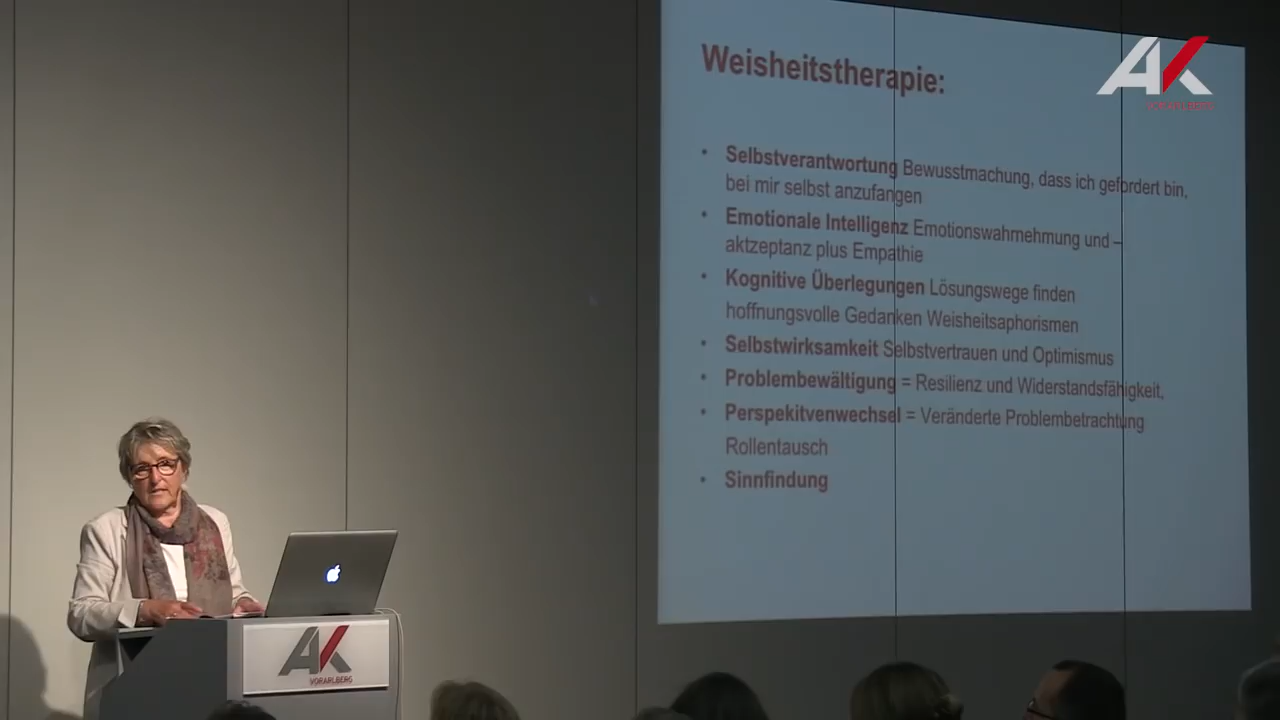 Weisheitstherapie:
AK
VORARLBERG
• Selbstverantwortung Bewusstmachung, dass ich gefordert bin,
bei mir selbst anzufangen
• Emotionale Intelligenz Emotionswahrnehmung und –
aktzeptanz plus Empathie
• Kognitive Überlegungen Lösungswege finden
hoffnungsvolle Gedanken Weisheitsaphorismen
• Selbstwirksamkeit Selbstvertrauen und Optimismus
• Problembewältigung = Resilienz und Widerstandsfähigkeit,
• Perspekitvenwechsel = Veränderte Problembetrachtung
Rollentausch
• Sinnfindung
AK
VORARLBERG